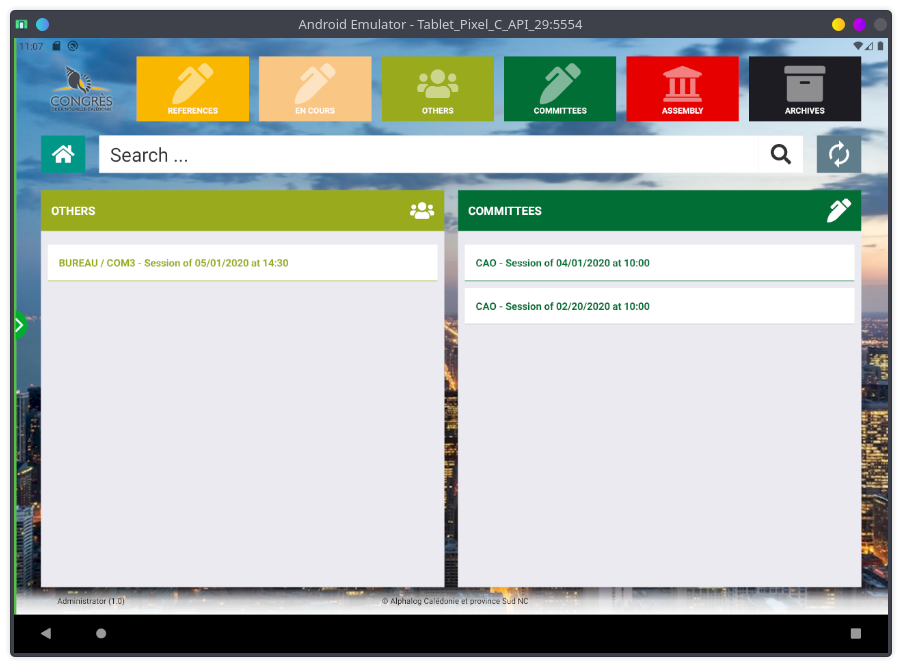 Android Emulator - Tablet_Pixel_C_API_29:5554
11:07
CONGRÈS
REFERENCES
EN COURS
OTHERS
COMMITTEES
ASSEMBLY
ARCHIVES
Search ...
OTHERS
BUREAU / COM3 - Session of 05/01/2020 at 14:30
COMMITTEES
CAO - Session of 04/01/2020 at 10:00
CAO - Session of 02/20/2020 at 10:00
Administrator (1.0)
© Alphalog Calédonie et province Sud NC